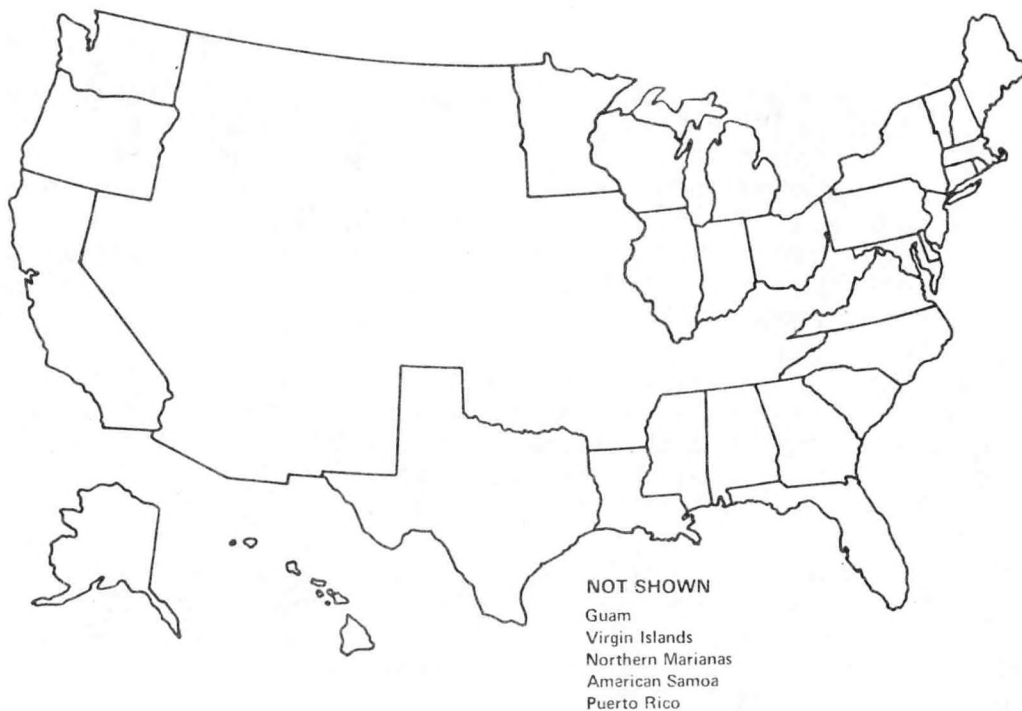 NOT SHOWN
Guam
Virgin Islands
Northern Marianas
American Samoa
Puerto Rico